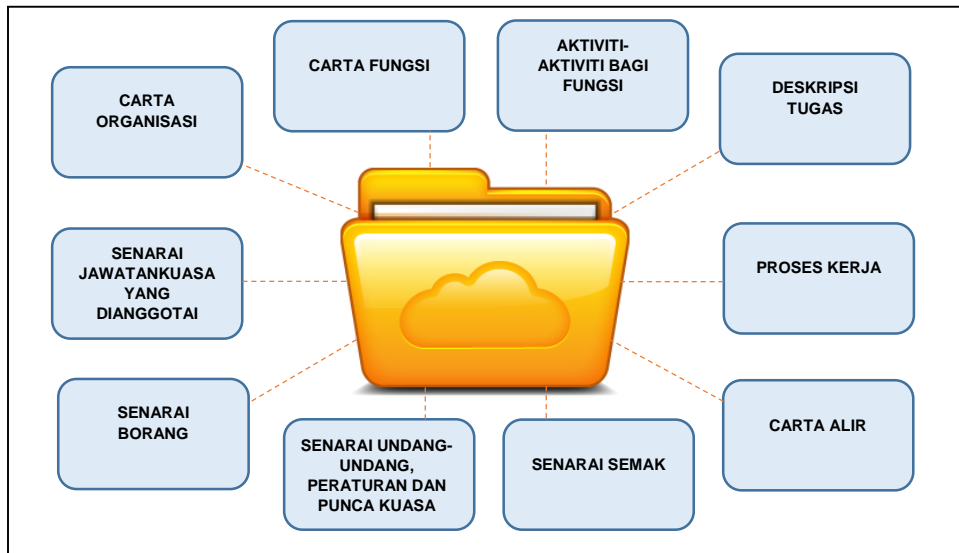 CARTA
ORGANISASI
CARTA FUNGSI
AKTIVITI-
AKTIVITI BAGI
FUNGSI
DESKRIPSI
TUGAS
PROSES KERJA
CARTA ALIR
SENARAI SEMAK
SENARAI UNDANG-
UNDANG,
PERATURAN DAN
PUNCA KUASA
SENARAI
BORANG
SENARAI
JAWATANKUASA
YANG
DIANGGOTAI